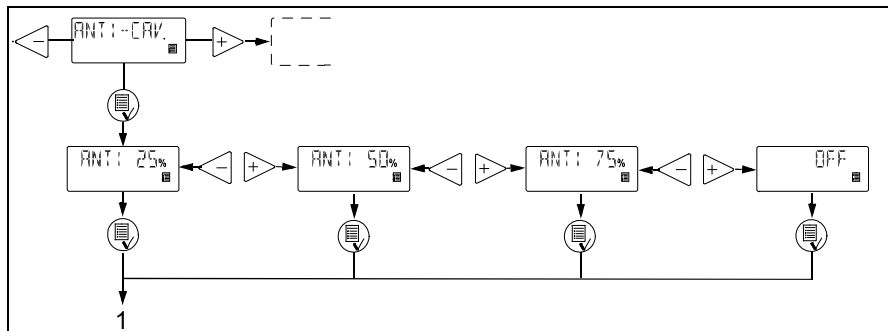 ANTI-CAV.
ANTI 25%
ANTI 50%
ANTI 75%
OFF
1